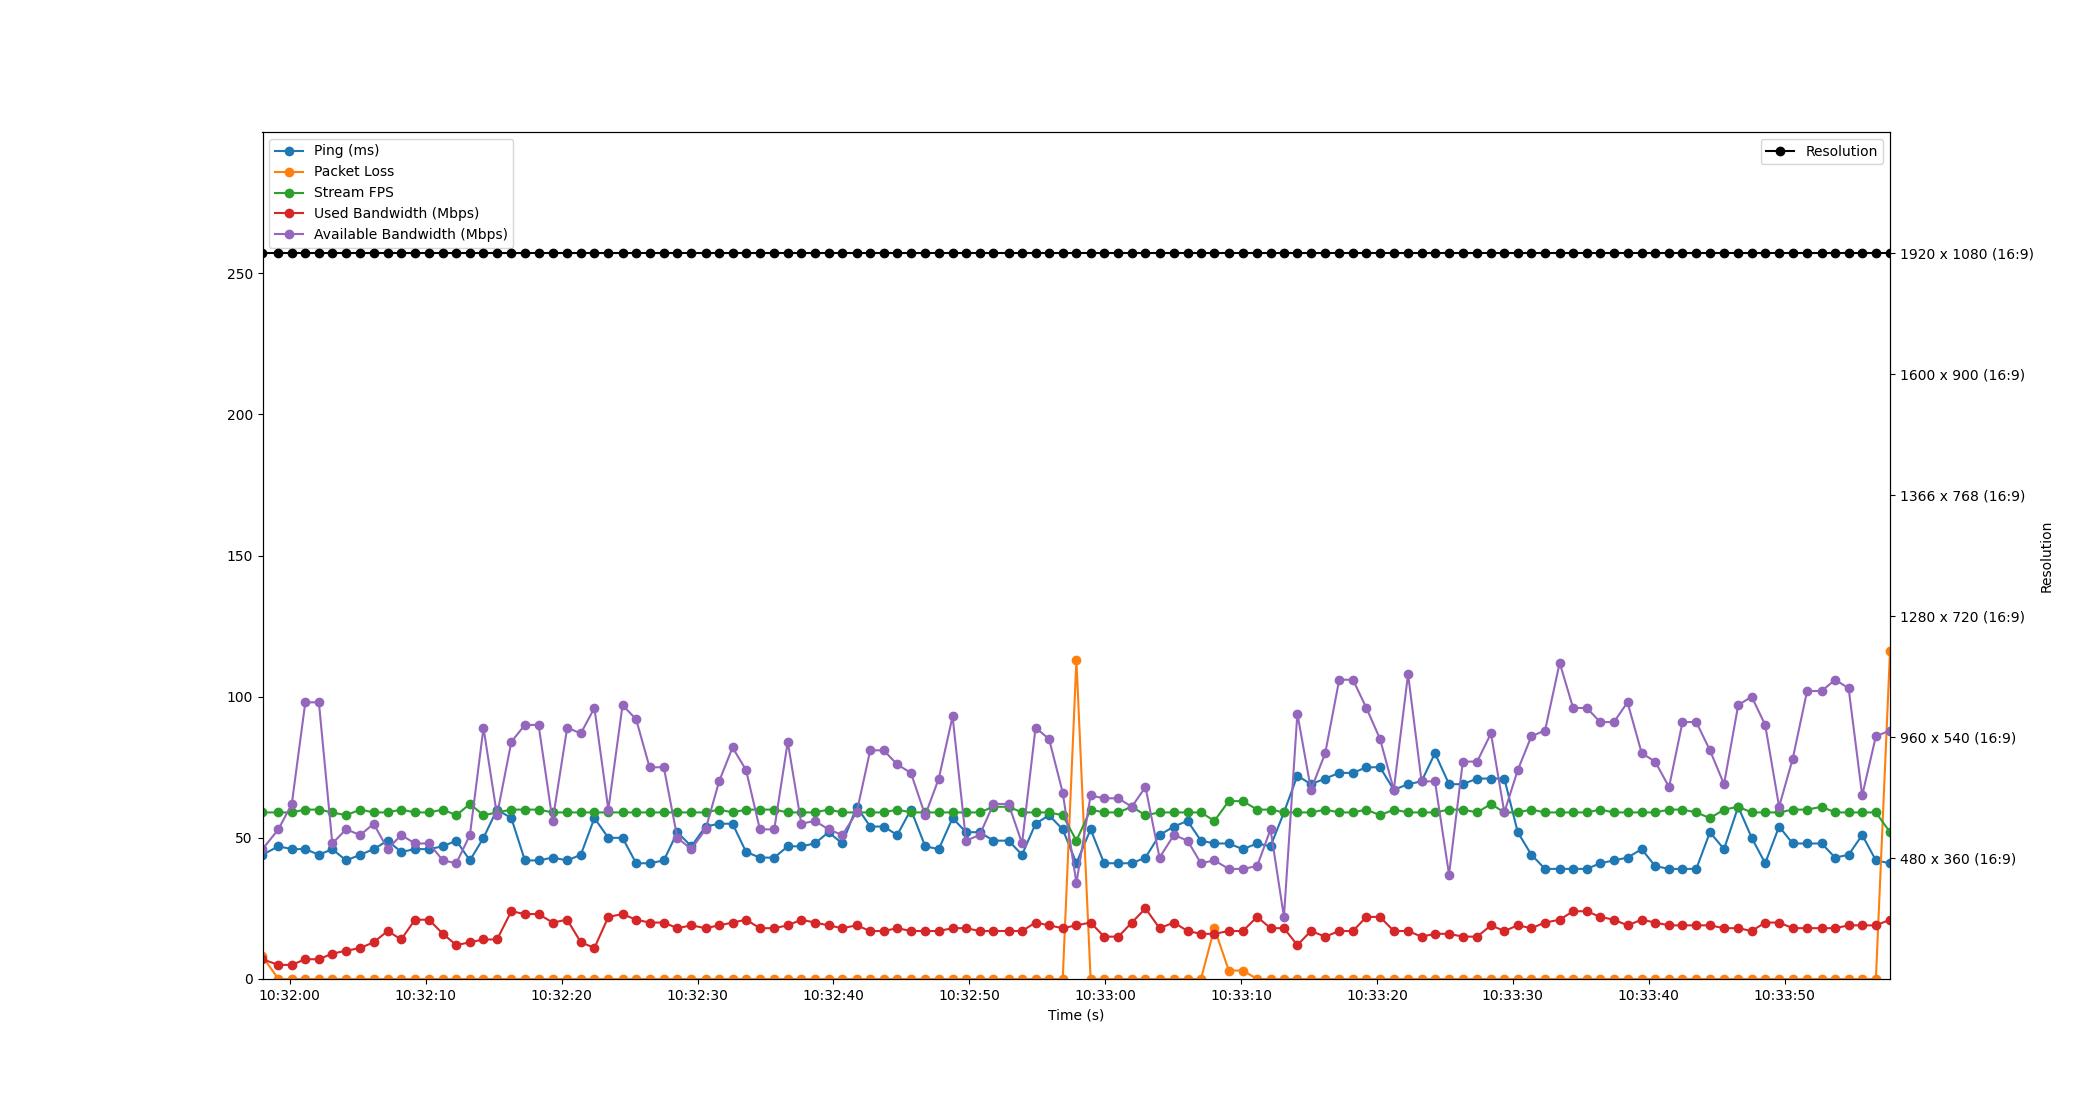 Ping (ms)
Packet Loss
Stream FPS
Used Bandwidth (Mbps)
Available Bandwidth (Mbps)
Resolution
250
200
150
100
50
0
1920 x 1080 (16:9)
1600 x 900 (16:9)
1366 x 768 (16:9)
1280 x 720 (16:9)
960 x 540 (16:9)
480 x 360 (16:9)
Resolution
10:32:00 10:32:10 10:32:20 10:32:30 10:32:40 10:32:50 10:33:00 10:33:10 10:33:20 10:33:30 10:33:40 10:33:50
Time (s)